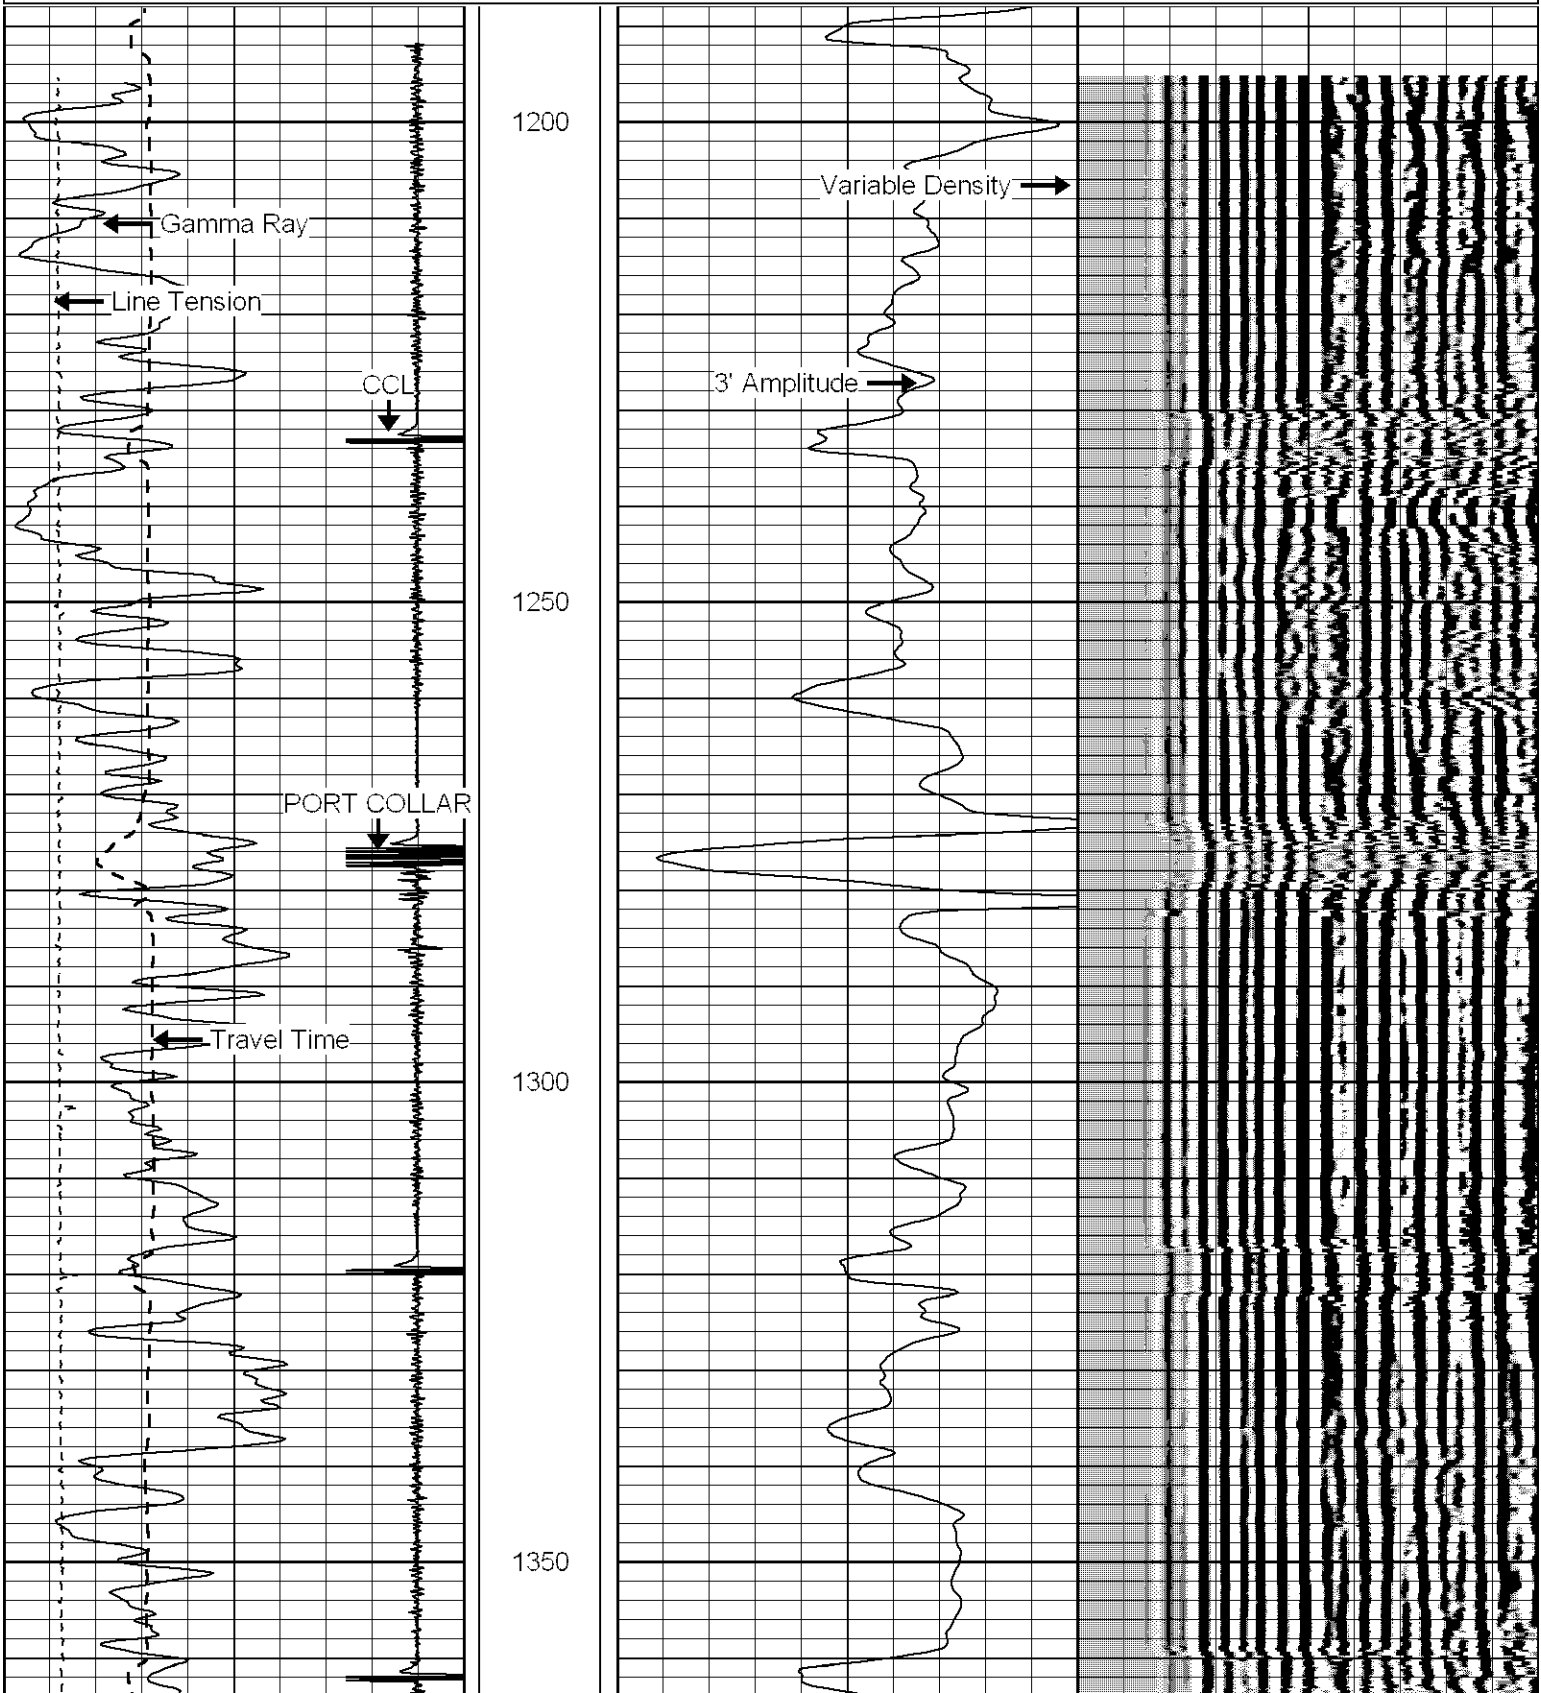 1200
Variable Density
Gamma Ray
Line Tension
3' Amplitude
CCL
1250
PORT COLLAR
Travel Time
1300
1350